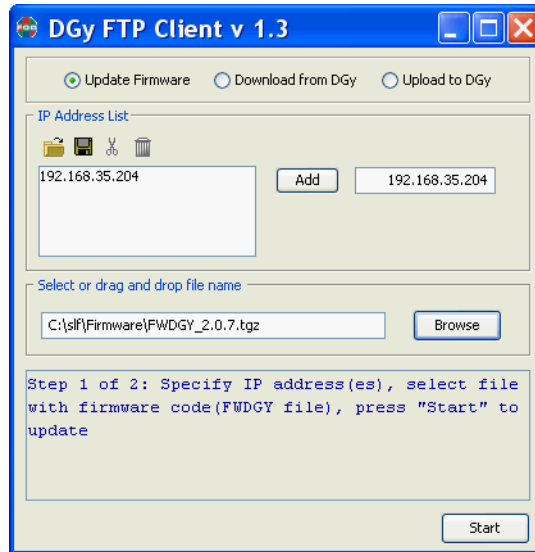 DGy FTP Client v 1.3
Update Firmware Download from DGy Upload to DGy
IP Address List
192.168.35.204 Add 192.168.35.204
Select or drag and drop file name
C:\slf\Firmware\FWDGY_2.0.7.tgz Browse
Step 1 of 2: Specify IP address(es), select file
with firmware code(FWDGY file), press "Start" to
update
Start